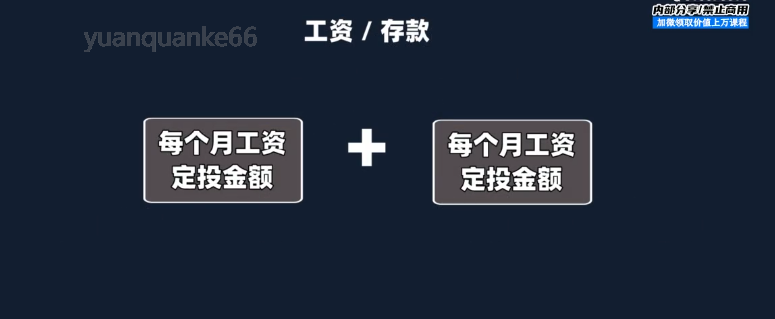 内部分享/禁止商用
加微领取价值上万课程
yuanquanke66
工资 / 存款
每个月工资
定投金额
+
每个月工资
定投金额